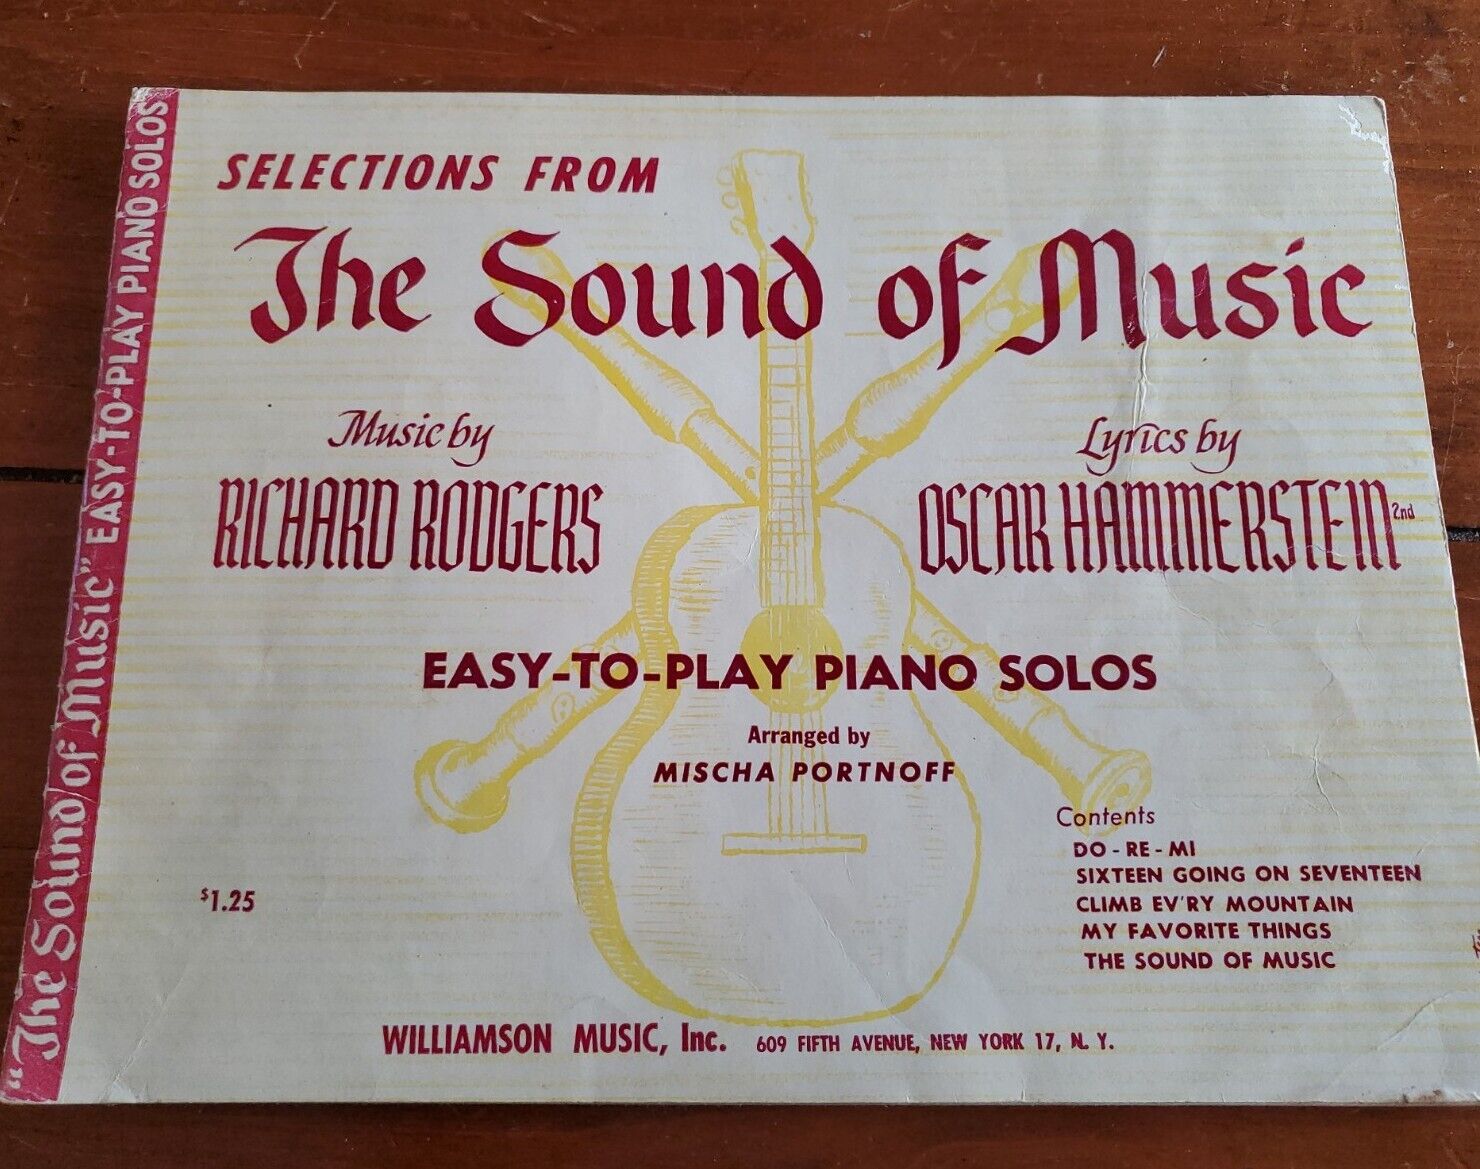 "The Sound of Music" EASY-TO-PLAY PIANO SOLOS
SELECTIONS FROM
The Sound of Music
Music by
RICHARD RODGERS
Lyrics by
OSCAR HAMMERSTEIN 2nd
EASY-TO-PLAY PIANO SOLOS
Arranged by
MISCHA PORTNOFF
Contents
DO - RE - MI
SIXTEEN GOING ON SEVENTEEN
CLIMB EV'RY MOUNTAIN
MY FAVORITE THINGS
THE SOUND OF MUSIC
$1.25
WILLIAMSON MUSIC, Inc. 609 FIFTH AVENUE, NEW YORK 17, N. Y.